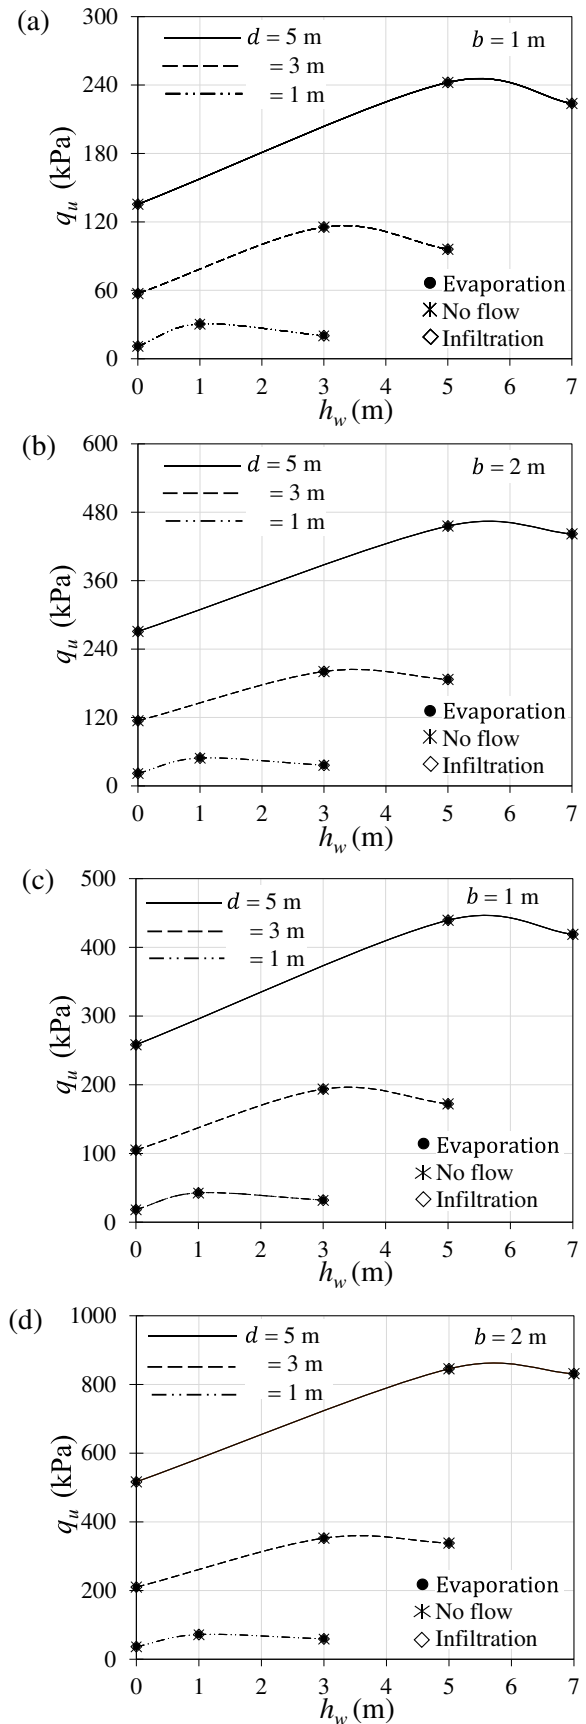 (a)
300
240
180
120
60
0
q_u (kPa)
d = 5 m
= 3 m
= 1 m
b = 1 m
Evaporation
No flow
Infiltration
0 1 2 3 4 5 6 7
h_w (m)
(b)
600
480
360
240
120
0
q_u (kPa)
d = 5 m
= 3 m
= 1 m
b = 2 m
Evaporation
No flow
Infiltration
0 1 2 3 4 5 6 7
h_w (m)
(c)
500
400
300
200
100
0
q_u (kPa)
d = 5 m
= 3 m
= 1 m
b = 1 m
Evaporation
No flow
Infiltration
0 1 2 3 4 5 6 7
h_w (m)
(d)
1000
800
600
400
200
0
q_u (kPa)
d = 5 m
= 3 m
= 1 m
b = 2 m
Evaporation
No flow
Infiltration
0 1 2 3 4 5 6 7
h_w (m)